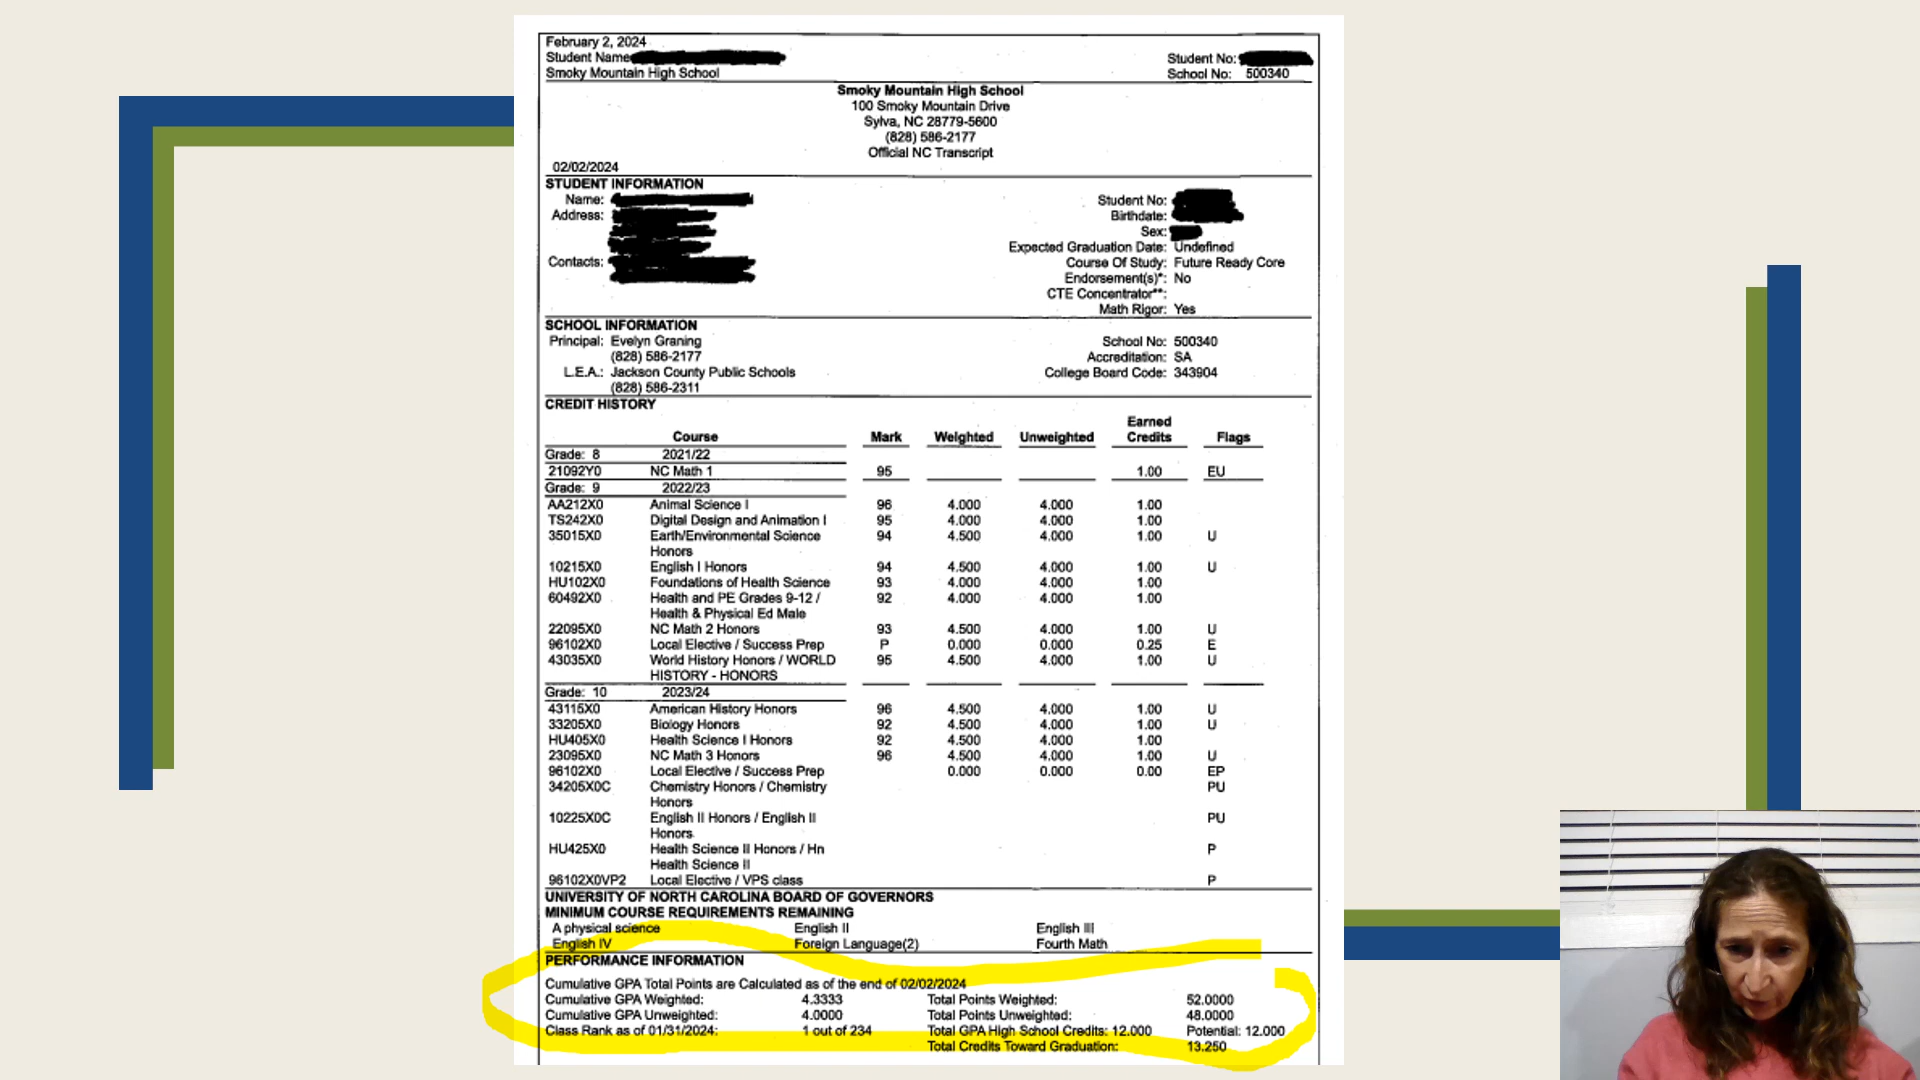 February 2, 2024
Student Name
Smoky Mountain High School
Student No:
School No: 500340
Smoky Mountain High School
100 Smoky Mountain Drive
Sylva, NC 28779-5600
(828) 586-2177
Official NC Transcript
02/02/2024
STUDENT INFORMATION
Name:
Address:
Contacts:
Student No:
Birthdate:
Sex:
Expected Graduation Date: Undefined
Course Of Study: Future Ready Core
Endorsement(s)*: No
CTE Concentrator**:
Math Rigor: Yes
SCHOOL INFORMATION
Principal: Evelyn Graning
(828) 586-2177
L.E.A.: Jackson County Public Schools
(828) 586-2311
School No: 500340
Accreditation: SA
College Board Code: 343904
CREDIT HISTORY
Course Mark Weighted Unweighted Earned Credits Flags
Grade: 8 2021/22
21092Y0 NC Math 1 95 1.00 EU
Grade: 9 2022/23
AA212X0 Animal Science I 96 4.000 4.000 1.00
TS242X0 Digital Design and Animation I 95 4.000 4.000 1.00
35015X0 Earth/Environmental Science 94 4.500 4.000 1.00 U
Honors
10215X0 English I Honors 94 4.500 4.000 1.00 U
HU102X0 Foundations of Health Science 93 4.000 4.000 1.00
60492X0 Health and PE Grades 9-12 / 92 4.000 4.000 1.00
Health & Physical Ed Male
22095X0 NC Math 2 Honors 93 4.500 4.000 1.00 U
96102X0 Local Elective / Success Prep P 0.000 0.000 0.25 E
43035X0 World History Honors / WORLD 95 4.500 4.000 1.00 U
HISTORY - HONORS
Grade: 10 2023/24
43115X0 American History Honors 96 4.500 4.000 1.00 U
33205X0 Biology Honors 92 4.500 4.000 1.00 U
HU405X0 Health Science I Honors 92 4.500 4.000 1.00
23095X0 NC Math 3 Honors 96 4.500 4.000 1.00 U
96102X0 Local Elective / Success Prep 0.000 0.000 0.00 EP
34205X0C Chemistry Honors / Chemistry PU
Honors
10225X0C English II Honors / English II PU
Honors
HU425X0 Health Science II Honors / Hn P
Health Science II
96102X0VP2 Local Elective / VPS class P
UNIVERSITY OF NORTH CAROLINA BOARD OF GOVERNORS
MINIMUM COURSE REQUIREMENTS REMAINING
A physical science English II English III
English IV Foreign Language(2) Fourth Math
PERFORMANCE INFORMATION
Cumulative GPA Total Points are Calculated as of the end of 02/02/2024
Cumulative GPA Weighted: 4.3333 Total Points Weighted: 52.0000
Cumulative GPA Unweighted: 4.0000 Total Points Unweighted: 48.0000
Class Rank as of 01/31/2024: 1 out of 234 Total GPA High School Credits: 12.000 Potential: 12.000
Total Credits Toward Graduation: 13.250